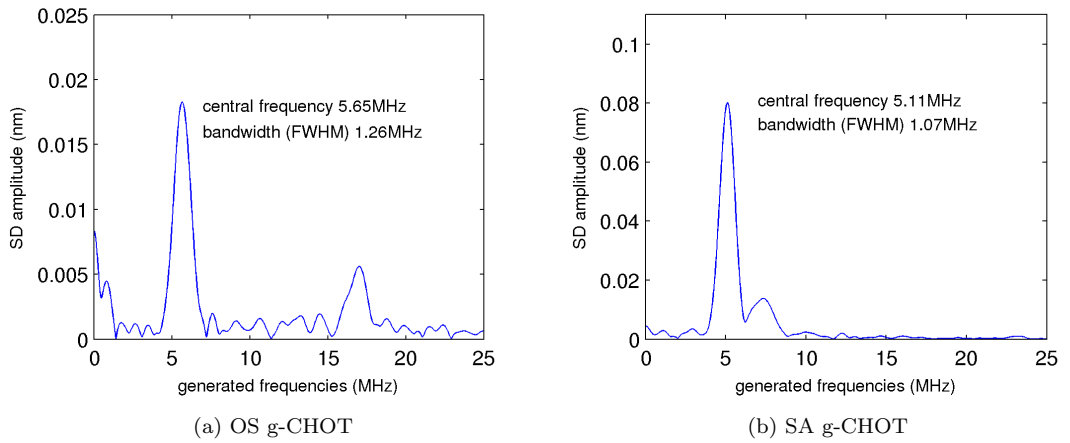 0.025
0.02
0.015
0.01
0.005
0
0 5 10 15 20 25
SD amplitude (nm)
central frequency 5.65MHz
bandwidth (FWHM) 1.26MHz
generated frequencies (MHz)
(a) OS g-CHOT
0.1
0.08
0.06
0.04
0.02
0
0 5 10 15 20 25
SD amplitude (nm)
central frequency 5.11MHz
bandwidth (FWHM) 1.07MHz
generated frequencies (MHz)
(b) SA g-CHOT